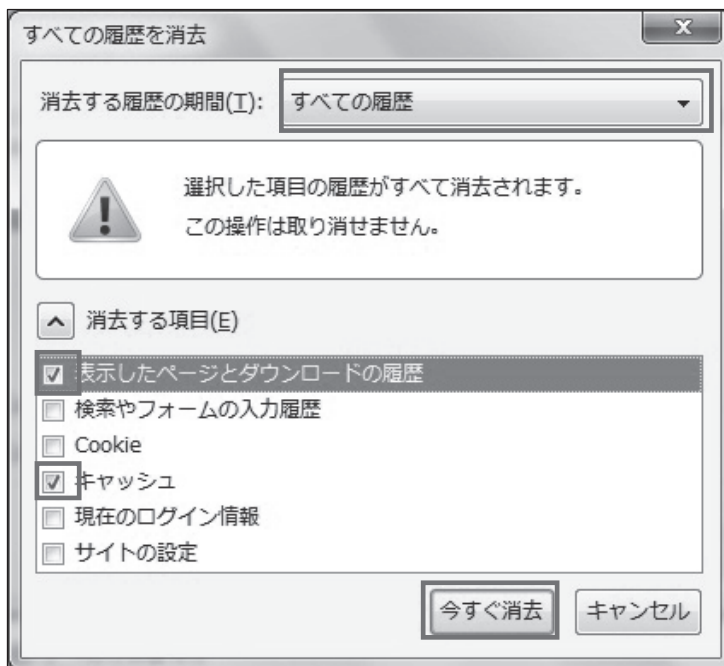 すべての履歴を消去
消去する履歴の期間(T): すべての履歴
選択した項目の履歴がすべて消去されます。
この操作は取り消せません。
消去する項目(E)
表示したページとダウンロードの履歴
検索やフォームの入力履歴
Cookie
キャッシュ
現在のログイン情報
サイトの設定
今すぐ消去 キャンセル